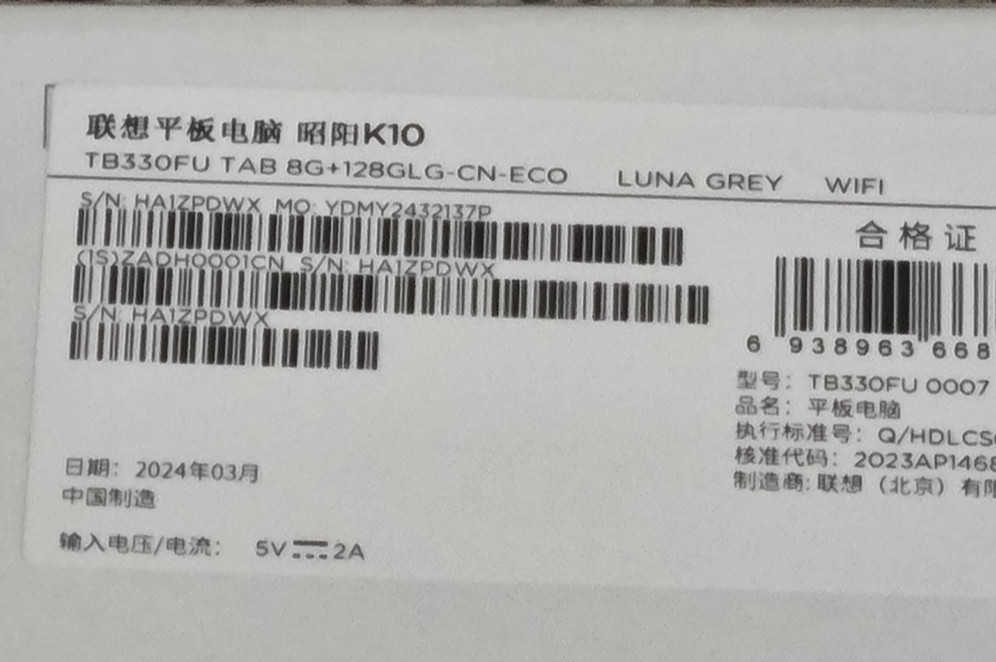 联想平板电脑 昭阳K10
TB330FU TAB 8G+128GLG-CN-ECO LUNA GREY WIFI
S/N: HA1ZPDWX MO: YDMY2432137P
(1S)ZADH0001CN S/N: HA1ZPDWX
S/N: HA1ZPDWX
日期： 2024年03月
中国制造
输入电压/电流： 5V 2A
合格证
6 938963 668
型号： TB330FU 0007
品名： 平板电脑
执行标准号： Q/HDLCS
核准代码： 2023AP1468
制造商: 联想（北京）有限